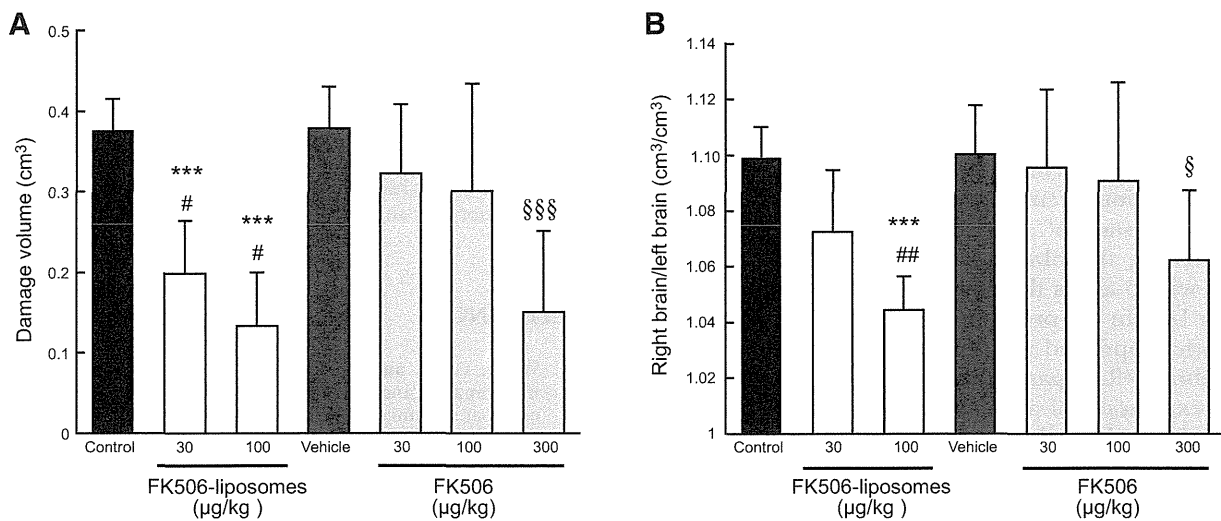 A
Damage volume (cm³)
0.5
0.4
0.3
0.2
0.1
0
***
#
***
#
§§§
Control
30
100
Vehicle
30
100
300
FK506-liposomes
(µg/kg )
FK506
(µg/kg)
B
Right brain/left brain (cm³/cm³)
1.14
1.12
1.10
1.08
1.06
1.04
1.02
1
***
##
§
Control
30
100
Vehicle
30
100
300
FK506-liposomes
(µg/kg )
FK506
(µg/kg)